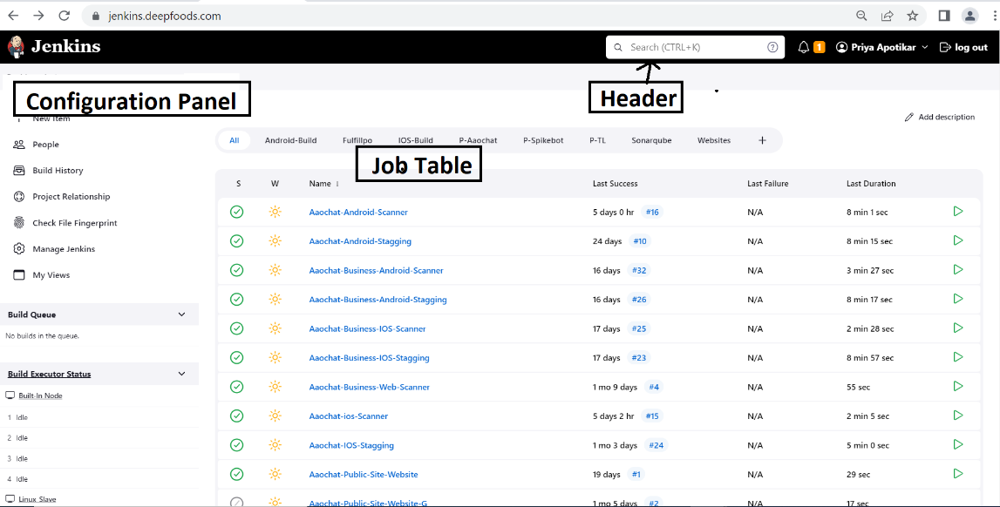 jenkins.deepfoods.com
Jenkins
Search (CTRL+K)
1
Priya Apotikar
log out
Configuration Panel
Header
New Item
Add description
People
All Android-Build Fulfillpo IOS-Build P-Aaochat P-Spikebot P-TL Sonarqube Websites +
Job Table
Build History
Project Relationship
Check File Fingerprint
Manage Jenkins
My Views
Build Queue
No builds in the queue.
Build Executor Status
Built-In Node
1 Idle
2 Idle
3 Idle
4 Idle
Linux Slave
S W Name ↓ Last Success Last Failure Last Duration
Aaochat-Android-Scanner 5 days 0 hr #16 N/A 8 min 1 sec
Aaochat-Android-Stagging 24 days #10 N/A 8 min 15 sec
Aaochat-Business-Android-Scanner 16 days #32 N/A 3 min 27 sec
Aaochat-Business-Android-Stagging 16 days #26 N/A 8 min 17 sec
Aaochat-Business-IOS-Scanner 17 days #25 N/A 2 min 28 sec
Aaochat-Business-IOS-Stagging 17 days #23 N/A 8 min 57 sec
Aaochat-Business-Web-Scanner 1 mo 9 days #4 N/A 55 sec
Aaochat-ios-Scanner 5 days 2 hr #15 N/A 2 min 5 sec
Aaochat-IOS-Stagging 1 mo 3 days #24 N/A 5 min 0 sec
Aaochat-Public-Site-Website 19 days #1 N/A 29 sec
Aaochat-Public-Site-Website-G 1 mo 5 days #2 N/A 17 sec